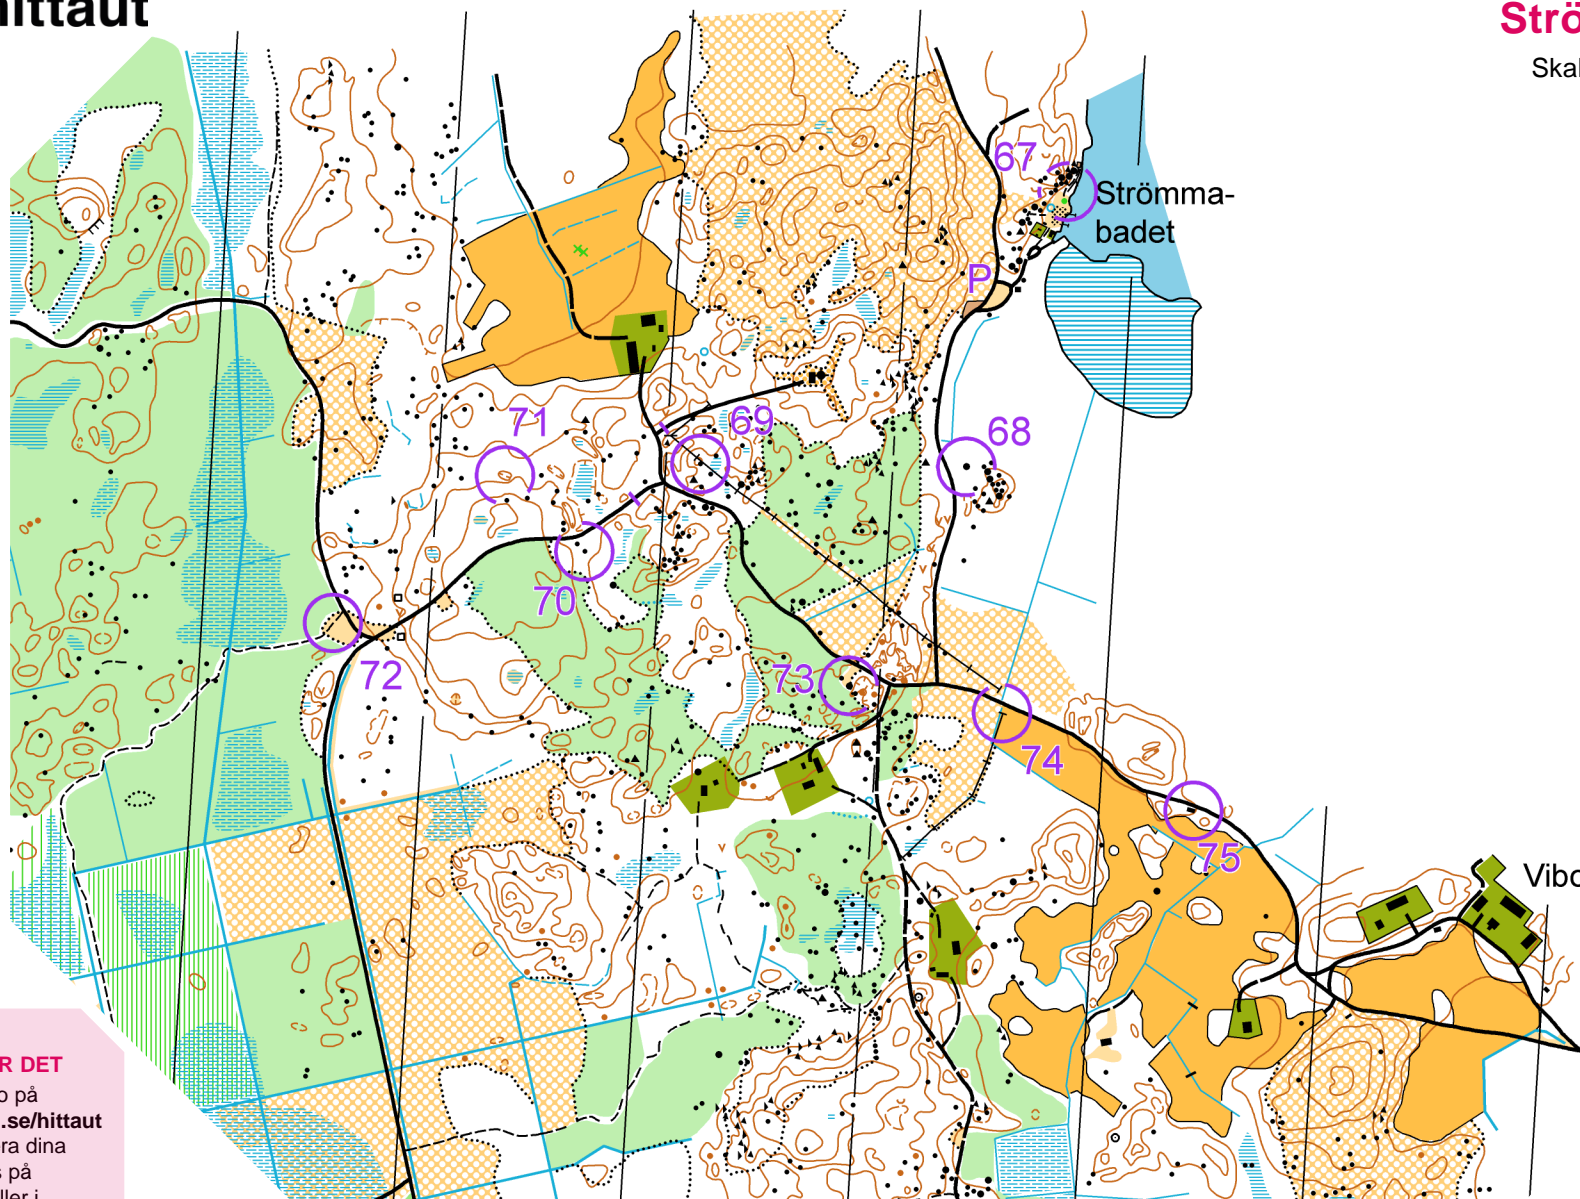 hittaut
Strö
Skal
67
Strömma-
badet
P
71
69
68
70
72
73
74
75
Vibo
R DET
o på
.se/hittaut
ra dina
s på
ller i